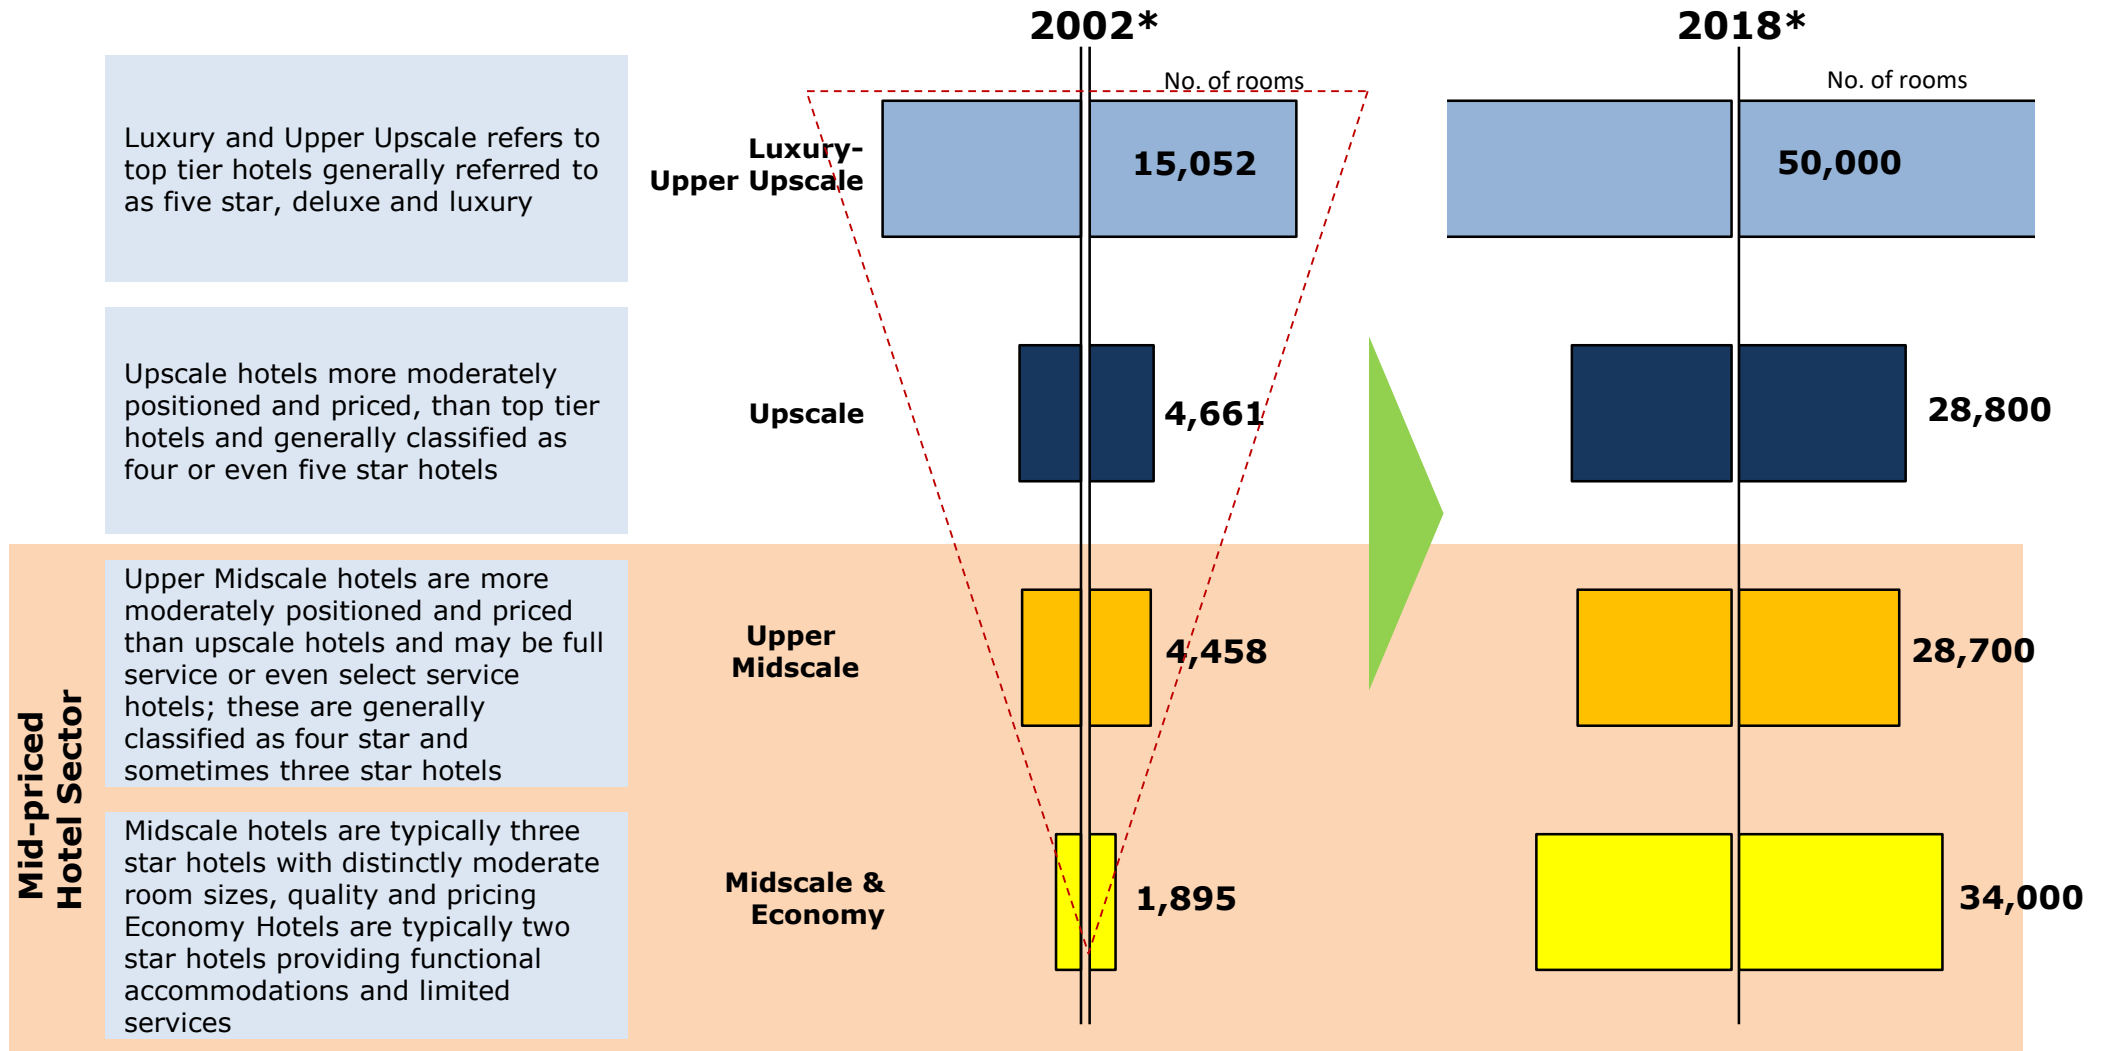 2002*
2018*
No. of rooms
No. of rooms
Luxury and Upper Upscale refers to
top tier hotels generally referred to
as five star, deluxe and luxury
Luxury-
Upper Upscale
15,052
50,000
Upscale hotels more moderately
positioned and priced, than top tier
hotels and generally classified as
four or even five star hotels
Upscale
4,661
28,800
Mid-priced
Hotel Sector
Upper Midscale hotels are more
moderately positioned and priced
than upscale hotels and may be full
service or even select service
hotels; these are generally
classified as four star and
sometimes three star hotels
Upper
Midscale
4,458
28,700
Midscale hotels are typically three
star hotels with distinctly moderate
room sizes, quality and pricing
Economy Hotels are typically two
star hotels providing functional
accommodations and limited
services
Midscale &
Economy
1,895
34,000